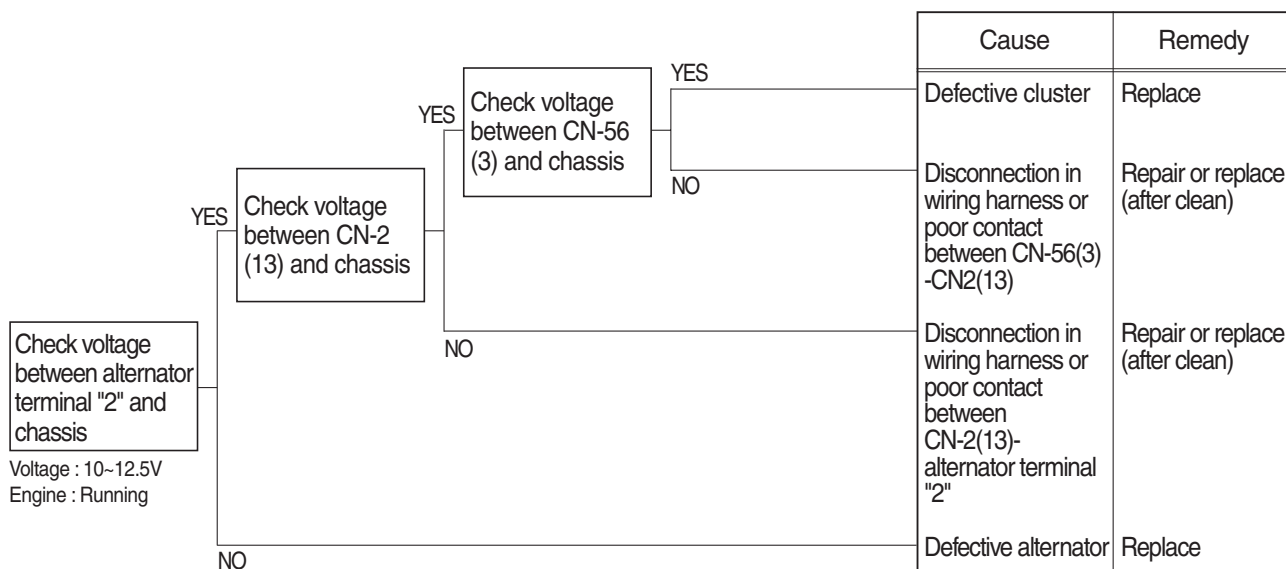 Cause
Remedy
YES
Defective cluster
Replace
YES
Check voltage
between CN-56
(3) and chassis
NO
Disconnection in
wiring harness or
poor contact
between CN-56(3)
-CN2(13)
Repair or replace
(after clean)
YES
Check voltage
between CN-2
(13) and chassis
NO
Disconnection in
wiring harness or
poor contact
between
CN-2(13)-
alternator terminal
"2"
Repair or replace
(after clean)
Check voltage
between alternator
terminal "2" and
chassis
Voltage : 10~12.5V
Engine : Running
NO
Defective alternator
Replace